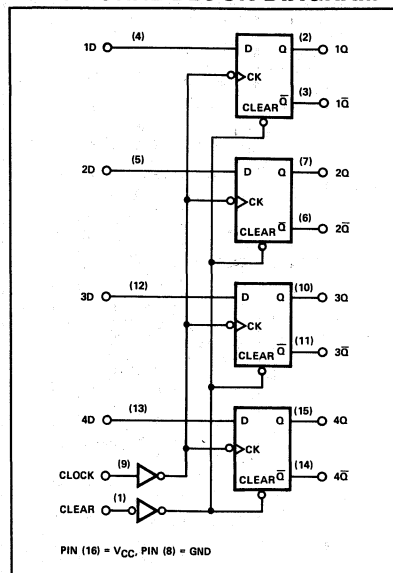 1D (4) D Q (2) 1Q
CK
CLEAR Q̅ (3) 1Q̅
2D (5) D Q (7) 2Q
CK
CLEAR Q̅ (6) 2Q̅
3D (12) D Q (10) 3Q
CK
CLEAR Q̅ (11) 3Q̅
4D (13) D Q (15) 4Q
CK
CLEAR Q̅ (14) 4Q̅
CLOCK (9)
CLEAR (1)
PIN (16) = VCC, PIN (8) = GND